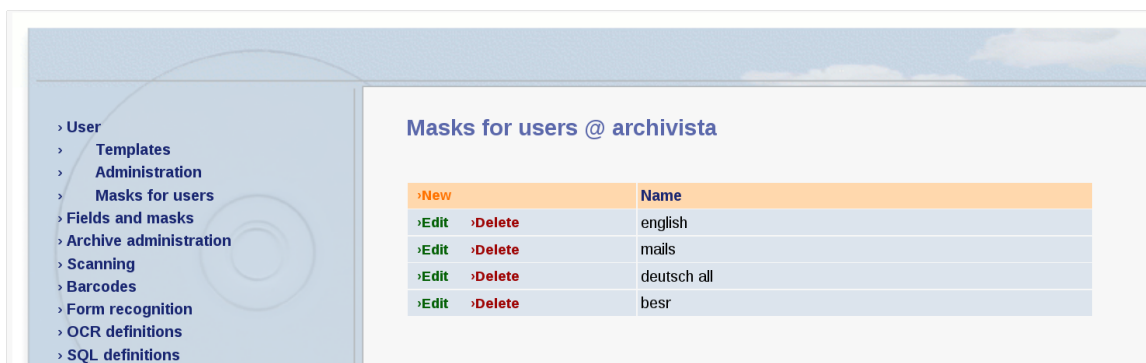 › User
› Templates
› Administration
› Masks for users
› Fields and masks
› Archive administration
› Scanning
› Barcodes
› Form recognition
› OCR definitions
› SQL definitions
Masks for users @ archivista
›New Name
›Edit ›Delete english
›Edit ›Delete mails
›Edit ›Delete deutsch all
›Edit ›Delete besr